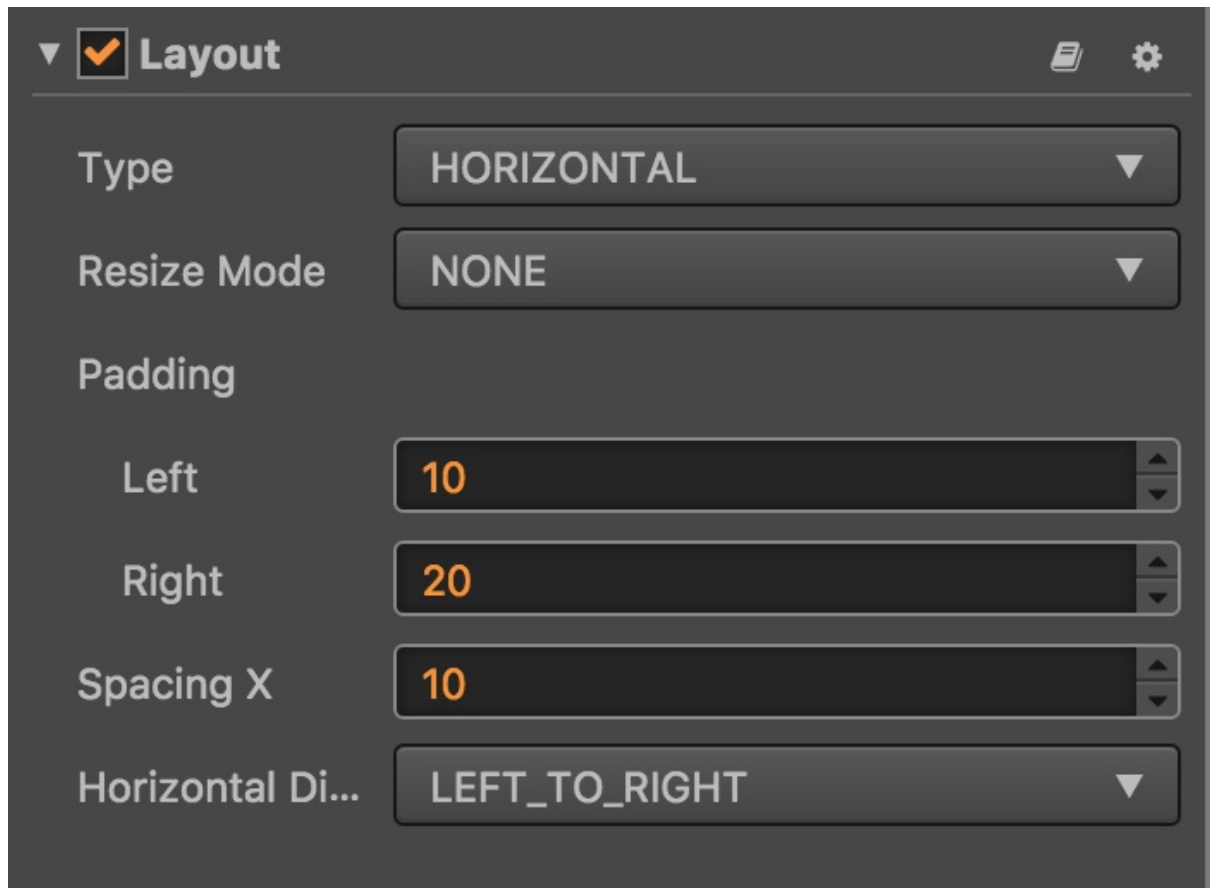 Layout
Type HORIZONTAL
Resize Mode NONE
Padding
Left 10
Right 20
Spacing X 10
Horizontal Di... LEFT_TO_RIGHT